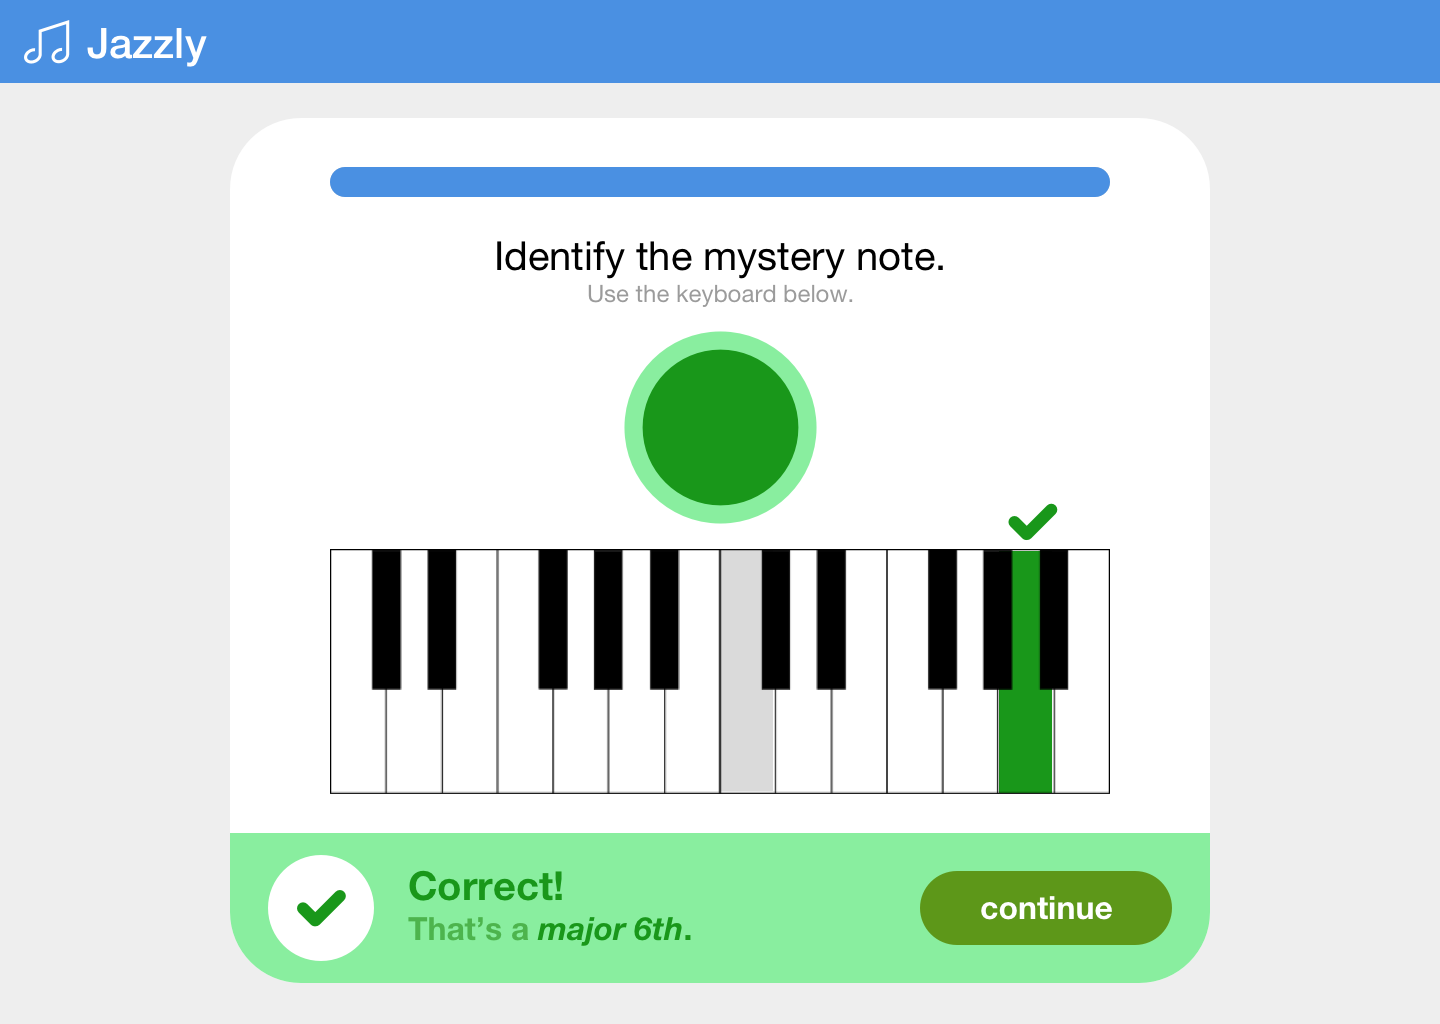 Jazzly
Identify the mystery note.
Use the keyboard below.
Correct!
That’s a major 6th.
continue